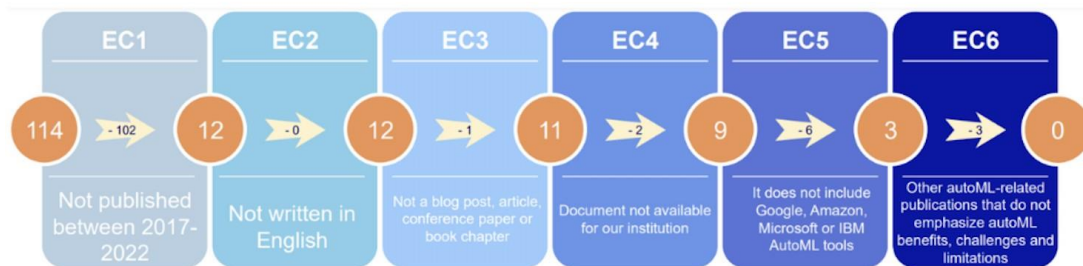 EC1
EC2
EC3
EC4
EC5
EC6
114
- 102
12
- 0
12
- 1
11
- 2
9
- 6
3
- 3
0
Not published
between 2017-
2022
Not written in
English
Not a blog post, article,
conference paper or
book chapter
Document not available
for our institution
It does not include
Google, Amazon,
Microsoft or IBM
AutoML tools
Other autoML-related
publications that do not
emphasize autoML
benefits, challenges and
limitations